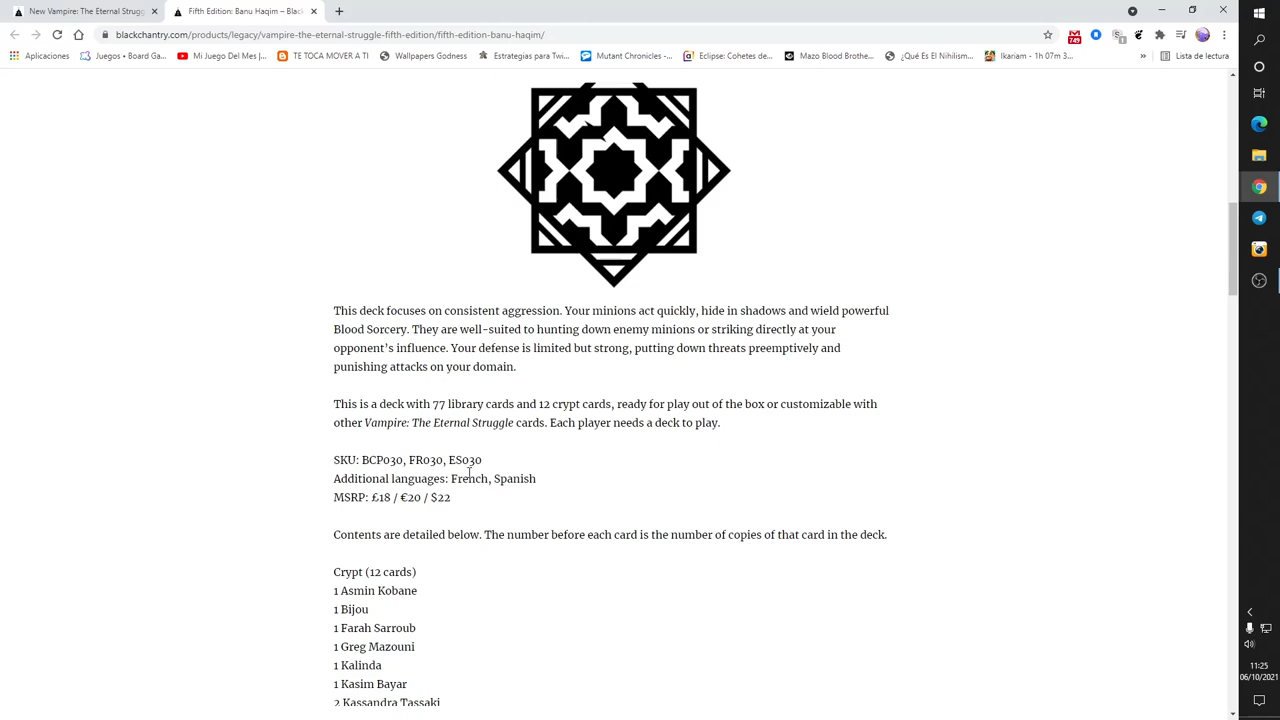 New Vampire: The Eternal Strugg
Fifth Edition: Banu Haqim – Black
blackchantry.com/products/legacy/vampire-the-eternal-struggle-fifth-edition/fifth-edition-banu-haqim/
749
Aplicaciones
Juegos • Board Ga...
Mi Juego Del Mes |...
TE TOCA MOVER A T
Wallpapers Godness
Estrategias para Twi...
Mutant Chronicles -...
Eclipse: Cohetes de...
Mazo Blood Brothe...
¿Qué Es El Nihilism...
Ikariam - 1h 07m 3...
»
Lista de lectura
This deck focuses on consistent aggression. Your minions act quickly, hide in shadows and wield powerful
Blood Sorcery. They are well-suited to hunting down enemy minions or striking directly at your
opponent’s influence. Your defense is limited but strong, putting down threats preemptively and
punishing attacks on your domain.
This is a deck with 77 library cards and 12 crypt cards, ready for play out of the box or customizable with
other Vampire: The Eternal Struggle cards. Each player needs a deck to play.
SKU: BCP030, FR030, ES030
Additional languages: French, Spanish
MSRP: £18 / €20 / $22
Contents are detailed below. The number before each card is the number of copies of that card in the deck.
Crypt (12 cards)
1 Asmin Kobane
1 Bijou
1 Farah Sarroub
1 Greg Mazouni
1 Kalinda
1 Kasim Bayar
2 Kassandra Tassaki
11:25
06/10/2021